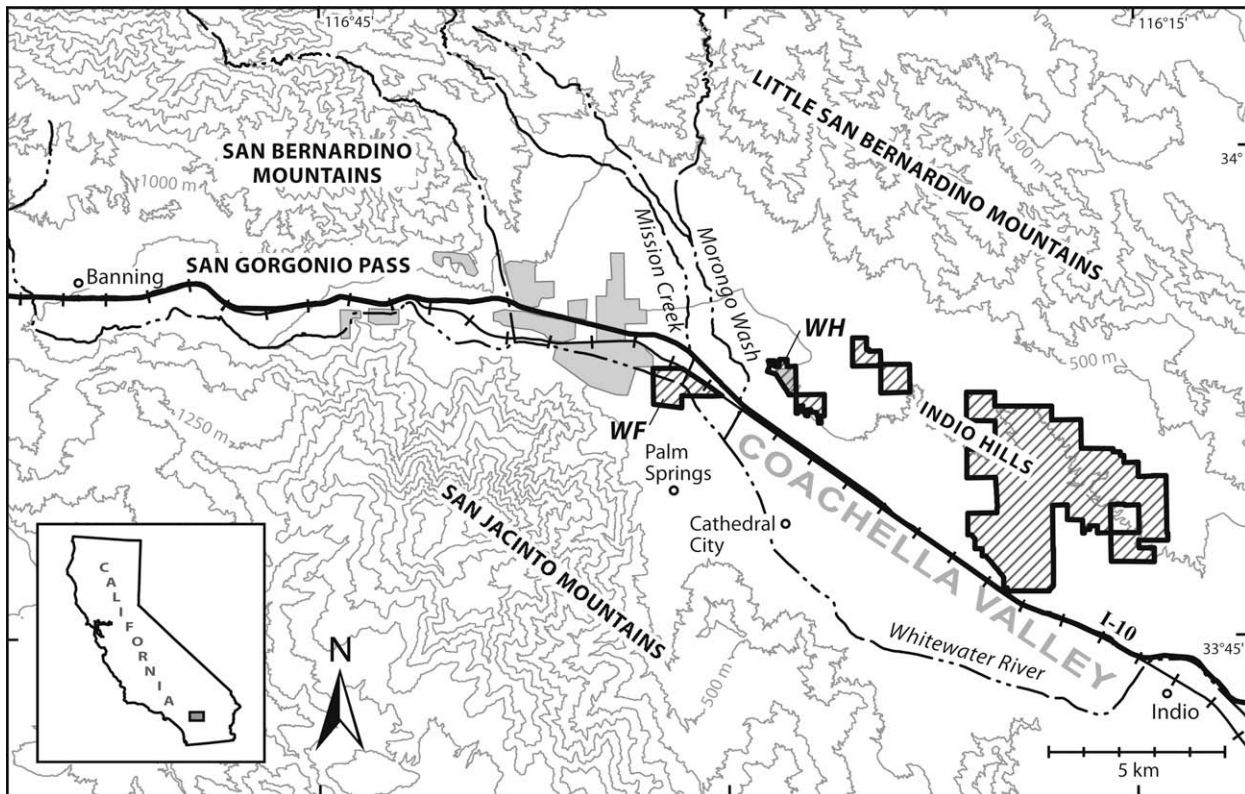 116°45'
116°15'
LITTLE SAN BERNARDINO MOUNTAINS
1500 m
34°
SAN BERNARDINO
MOUNTAINS
1000 m
Mission Creek
Morongo Wash
SAN GORGONIO PASS
Banning
WH
500 m
1250 m
WF
INDIO HILLS
Palm
Springs
COACHELLA VALLEY
SAN JACINTO MOUNTAINS
Cathedral
City
CALIFORNIA
N
I-10
33°45'
Whitewater River
500 m
Indio
5 km